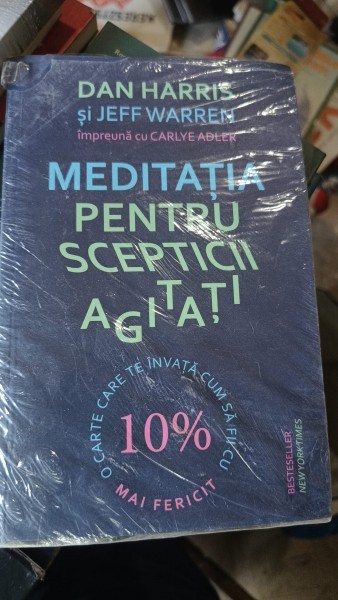 DAN HARRIS
și JEFF WARREN
împreună cu CARLYE ADLER
MEDITAȚIA
PENTRU
SCEPTICII
AGITAȚI
O CARTE CARE TE ÎNVAȚĂ CUM SĂ FII CU
10%
MAI FERICIT
BESTSELLER
NEW YORK TIMES